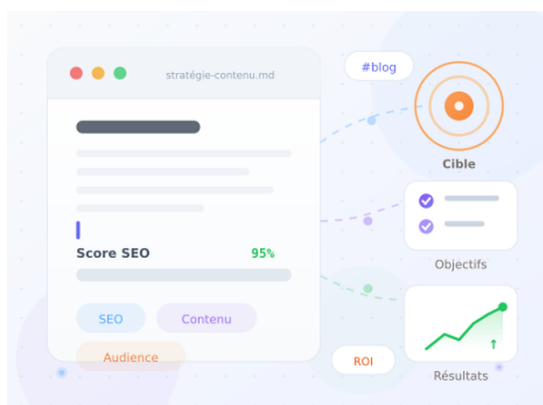 stratégie-contenu.md
#blog
Cible
Score SEO 95%
Objectifs
SEO Contenu
Audience
ROI
↑
Résultats